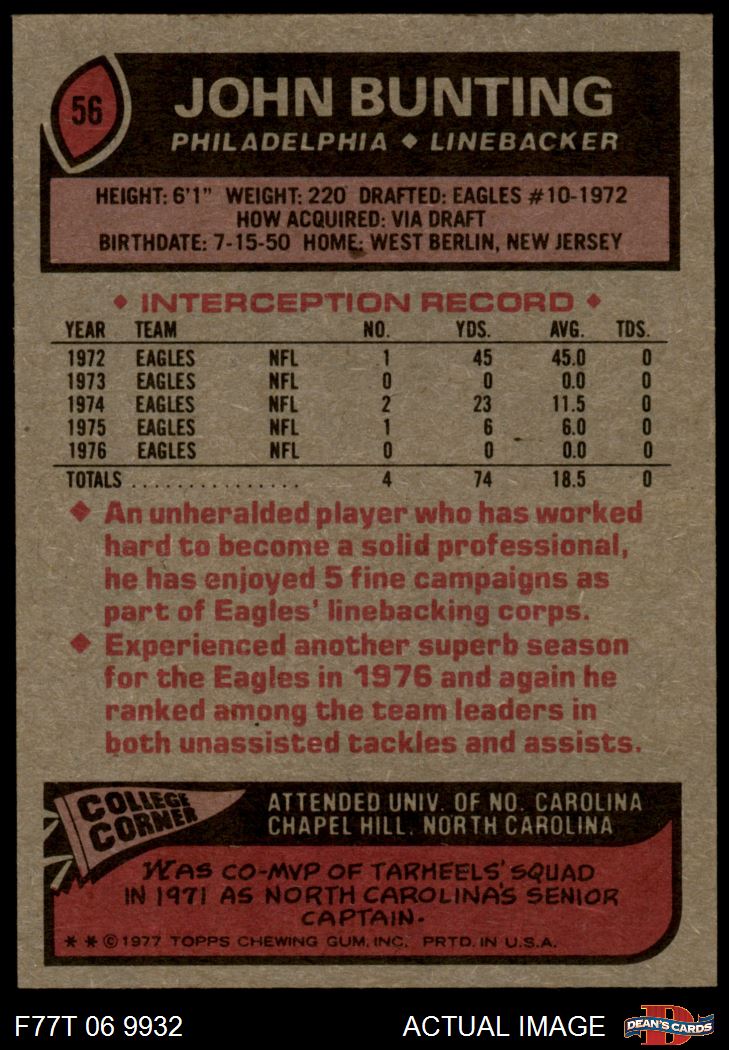 56
JOHN BUNTING
PHILADELPHIA ◆ LINEBACKER
HEIGHT: 6'1" WEIGHT: 220 DRAFTED: EAGLES #10-1972
HOW ACQUIRED: VIA DRAFT
BIRTHDATE: 7-15-50 HOME: WEST BERLIN, NEW JERSEY
◆ INTERCEPTION RECORD ◆
YEAR TEAM NO. YDS. AVG. TDS.
1972 EAGLES NFL 1 45 45.0 0
1973 EAGLES NFL 0 0 0.0 0
1974 EAGLES NFL 2 23 11.5 0
1975 EAGLES NFL 1 6 6.0 0
1976 EAGLES NFL 0 0 0.0 0
TOTALS . . . . . . . . . . . . . . . 4 74 18.5 0
◆ An unheralded player who has worked
hard to become a solid professional,
he has enjoyed 5 fine campaigns as
part of Eagles' linebacking corps.
◆ Experienced another superb season
for the Eagles in 1976 and again he
ranked among the team leaders in
both unassisted tackles and assists.
COLLEGE
CORNER
ATTENDED UNIV. OF NO. CAROLINA
CHAPEL HILL, NORTH CAROLINA
WAS CO-MVP OF TARHEELS' SQUAD
IN 1971 AS NORTH CAROLINA'S SENIOR
CAPTAIN.
* * © 1977 TOPPS CHEWING GUM, INC. PRTD. IN U.S.A.
F77T 06 9932
ACTUAL IMAGE
D
DEAN'S CARDS